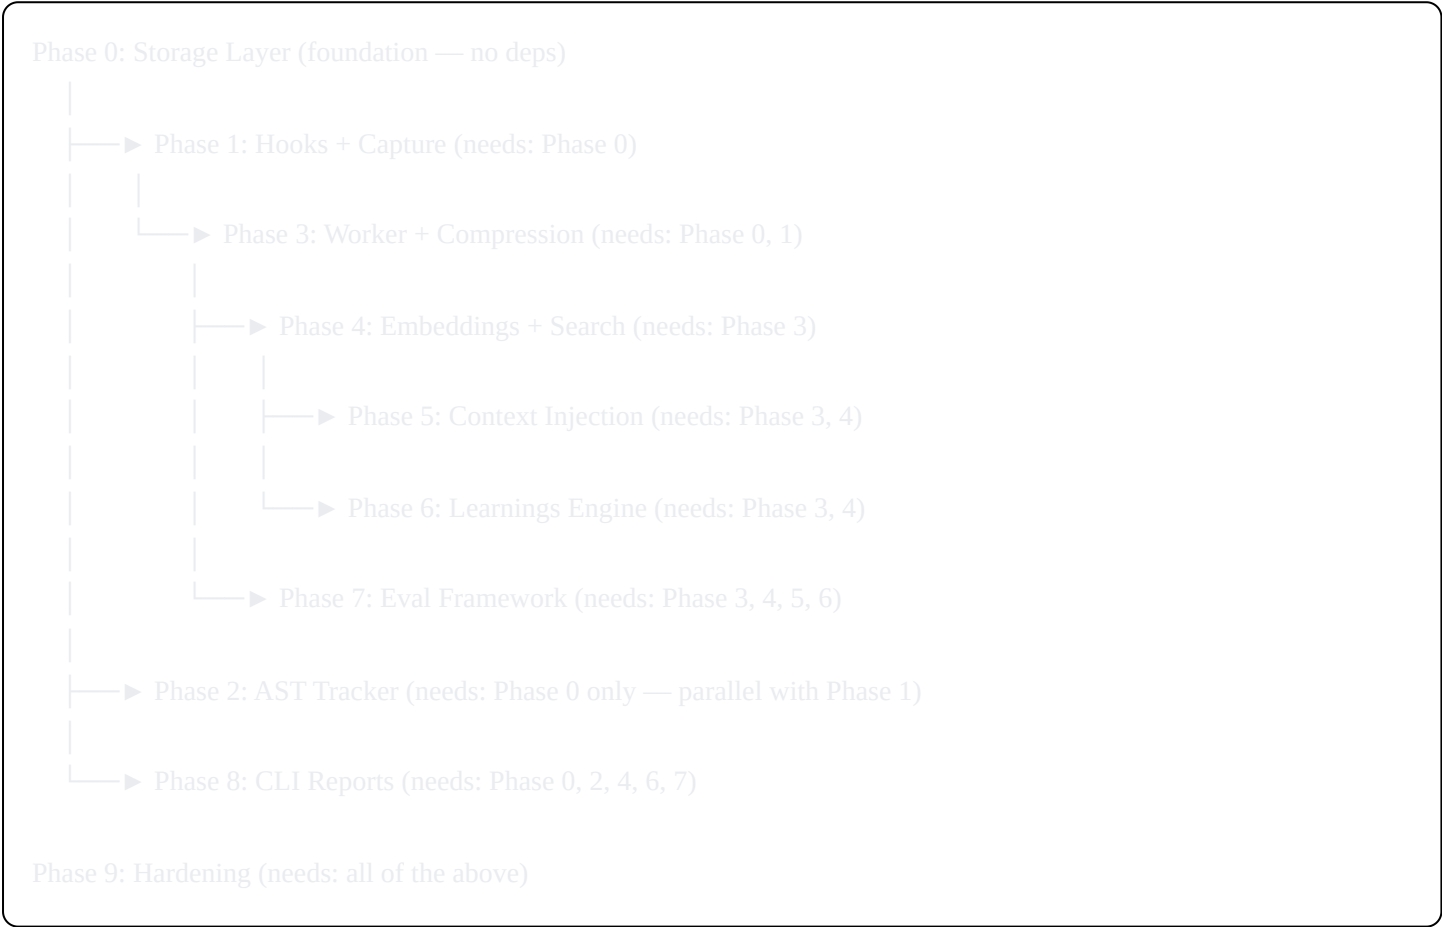 Phase 0: Storage Layer (foundation — no deps)
Phase 1: Hooks + Capture (needs: Phase 0)
Phase 3: Worker + Compression (needs: Phase 0, 1)
Phase 4: Embeddings + Search (needs: Phase 3)
Phase 5: Context Injection (needs: Phase 3, 4)
Phase 6: Learnings Engine (needs: Phase 3, 4)
Phase 7: Eval Framework (needs: Phase 3, 4, 5, 6)
Phase 2: AST Tracker (needs: Phase 0 only — parallel with Phase 1)
Phase 8: CLI Reports (needs: Phase 0, 2, 4, 6, 7)
Phase 9: Hardening (needs: all of the above)